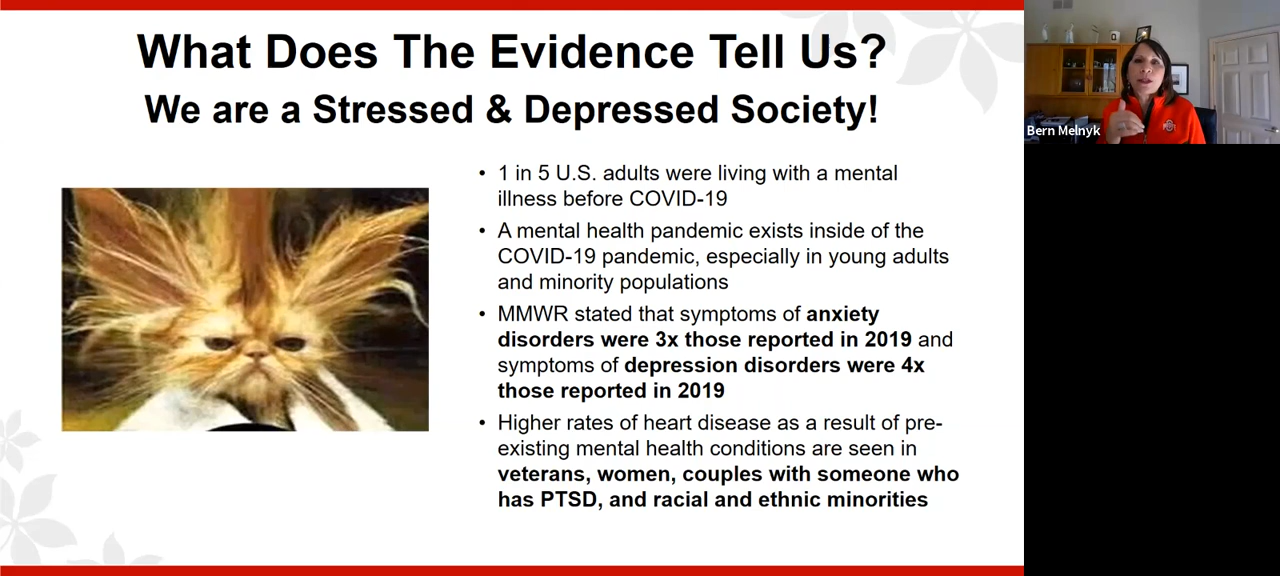 What Does The Evidence Tell Us?
We are a Stressed & Depressed Society!
• 1 in 5 U.S. adults were living with a mental
illness before COVID-19
• A mental health pandemic exists inside of the
COVID-19 pandemic, especially in young adults
and minority populations
• MMWR stated that symptoms of anxiety
disorders were 3x those reported in 2019 and
symptoms of depression disorders were 4x
those reported in 2019
• Higher rates of heart disease as a result of pre-
existing mental health conditions are seen in
veterans, women, couples with someone who
has PTSD, and racial and ethnic minorities
Bern Melnyk